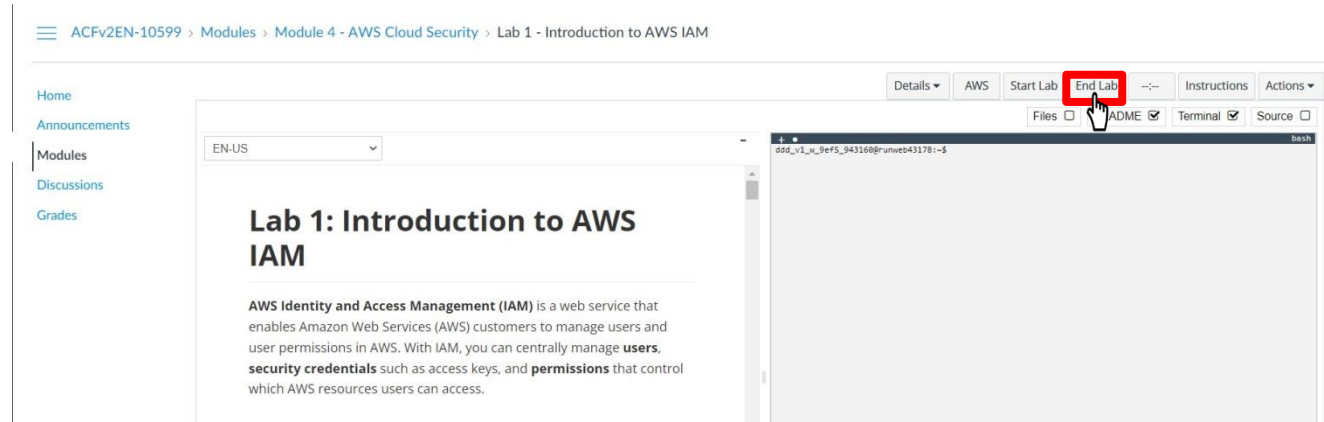 ACFv2EN-10599 › Modules › Module 4 - AWS Cloud Security › Lab 1 - Introduction to AWS IAM
Home
Announcements
Modules
Discussions
Grades
Details AWS Start Lab End Lab --:-- Instructions Actions
Files ADME Terminal Source
EN-US
Lab 1: Introduction to AWS
IAM
AWS Identity and Access Management (IAM) is a web service that
enables Amazon Web Services (AWS) customers to manage users and
user permissions in AWS. With IAM, you can centrally manage users,
security credentials such as access keys, and permissions that control
which AWS resources users can access.
bash
ddd_v1_w_9ef5_943160@runweb43178:~$